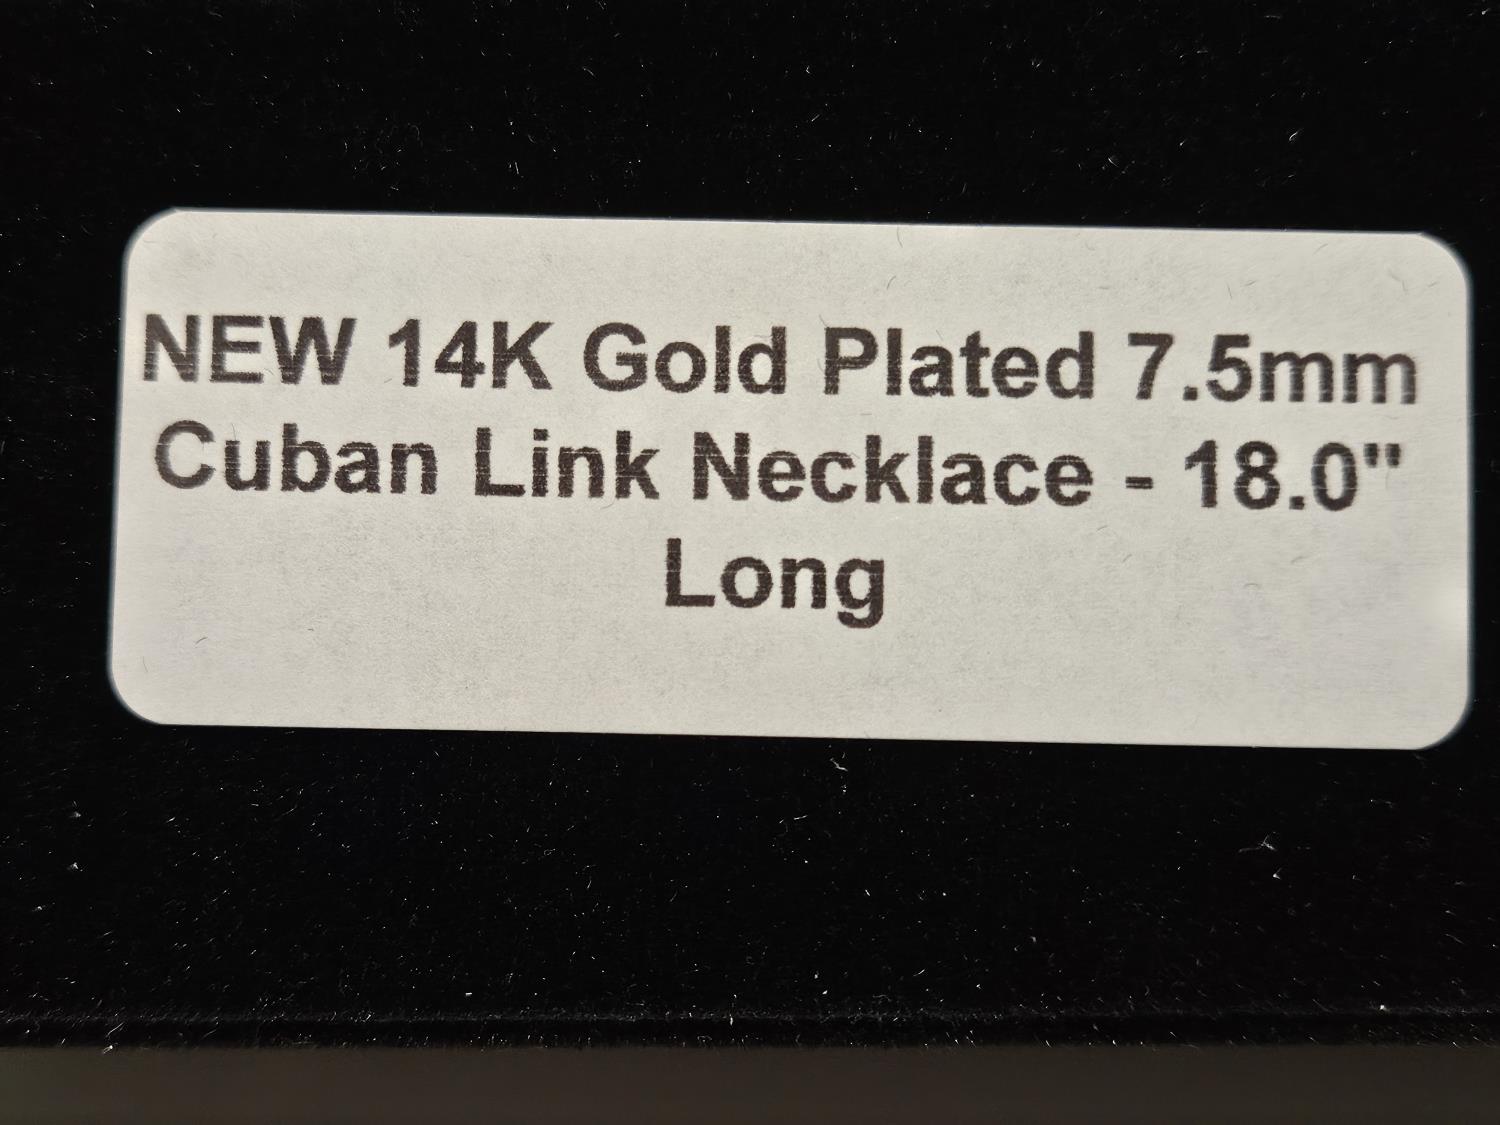 NEW 14K Gold Plated 7.5mm
Cuban Link Necklace - 18.0"
Long